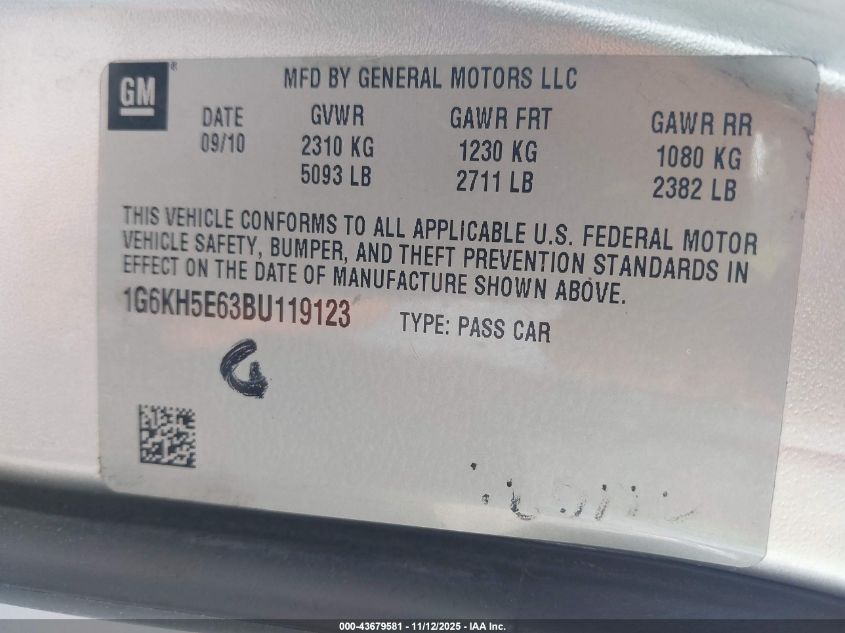 GM ®
MFD BY GENERAL MOTORS LLC
DATE GVWR GAWR FRT GAWR RR
09/10 2310 KG 1230 KG 1080 KG
5093 LB 2711 LB 2382 LB
THIS VEHICLE CONFORMS TO ALL APPLICABLE U.S. FEDERAL MOTOR
VEHICLE SAFETY, BUMPER, AND THEFT PREVENTION STANDARDS IN
EFFECT ON THE DATE OF MANUFACTURE SHOWN ABOVE.
1G6KH5E63BU119123 TYPE: PASS CAR
G
000-43679581 - 11/12/2025 - IAA Inc.